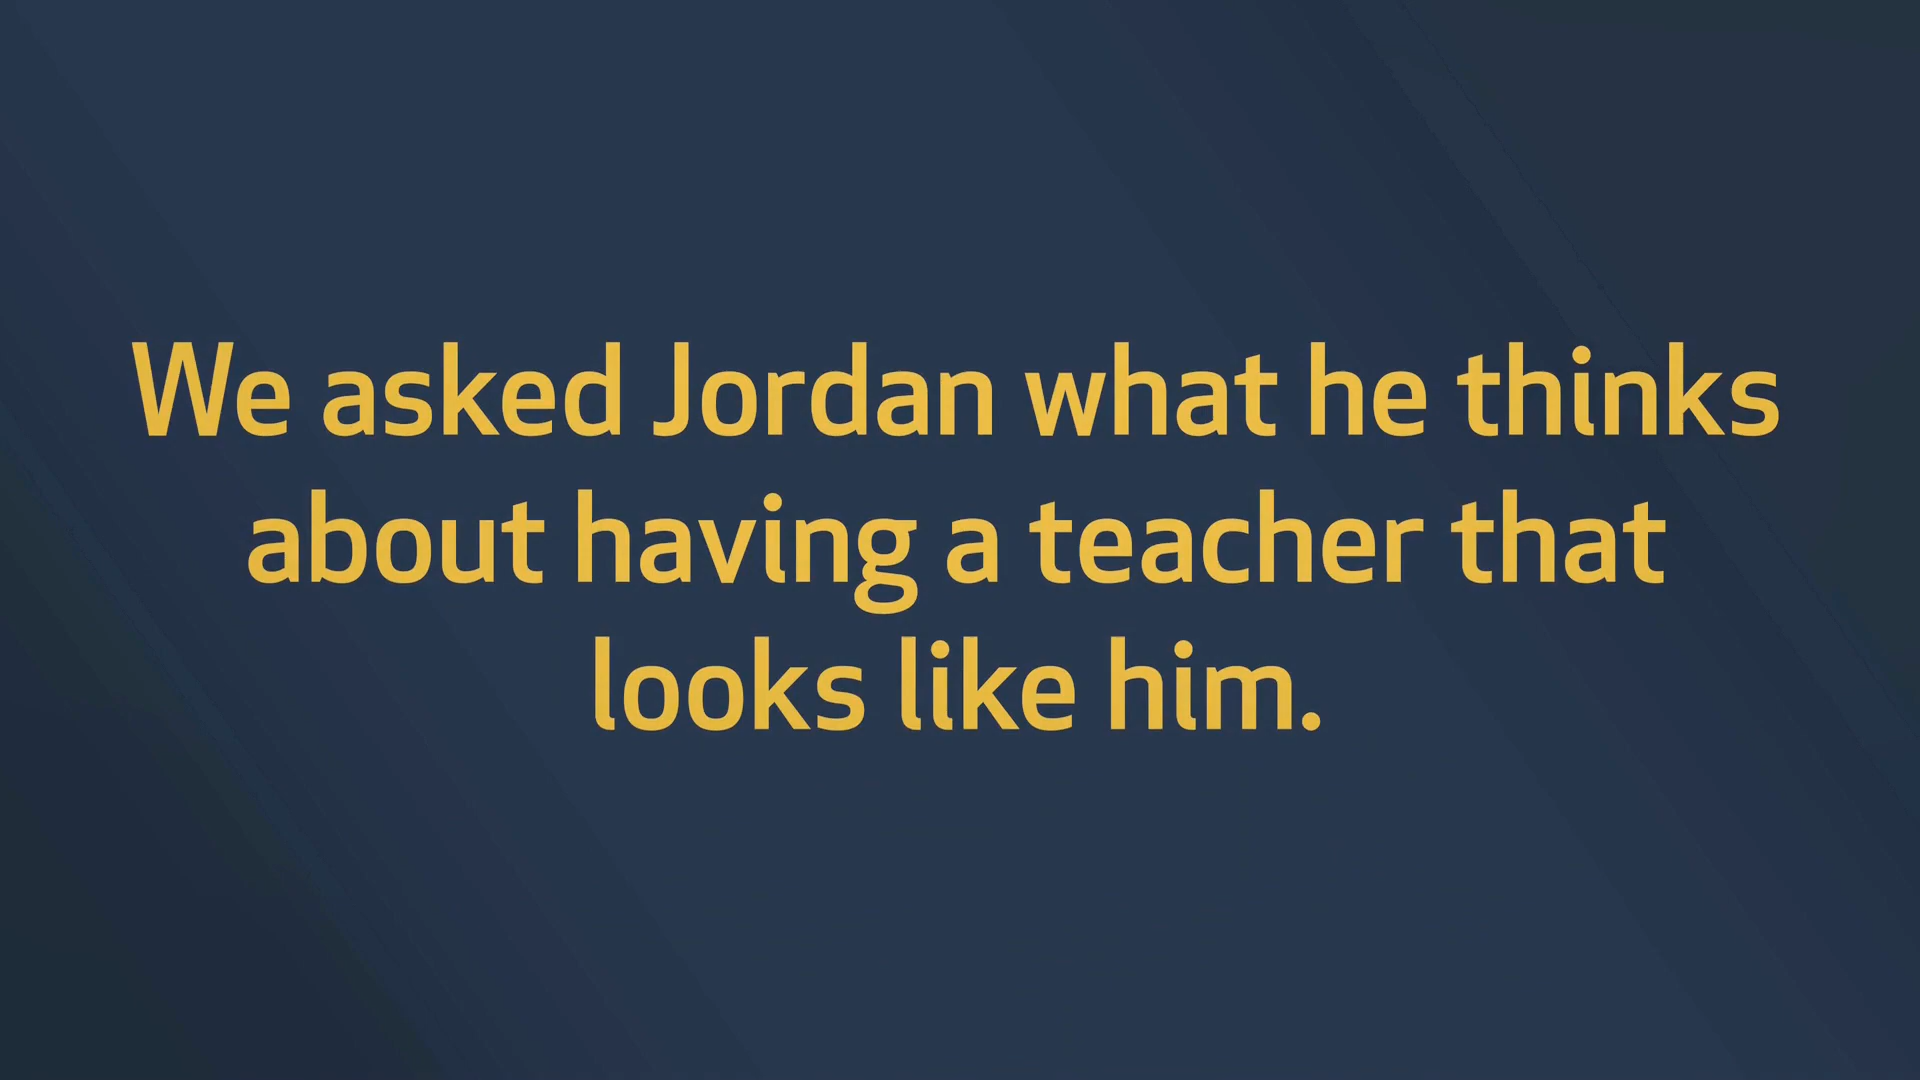 We asked Jordan what he thinks
about having a teacher that
looks like him.